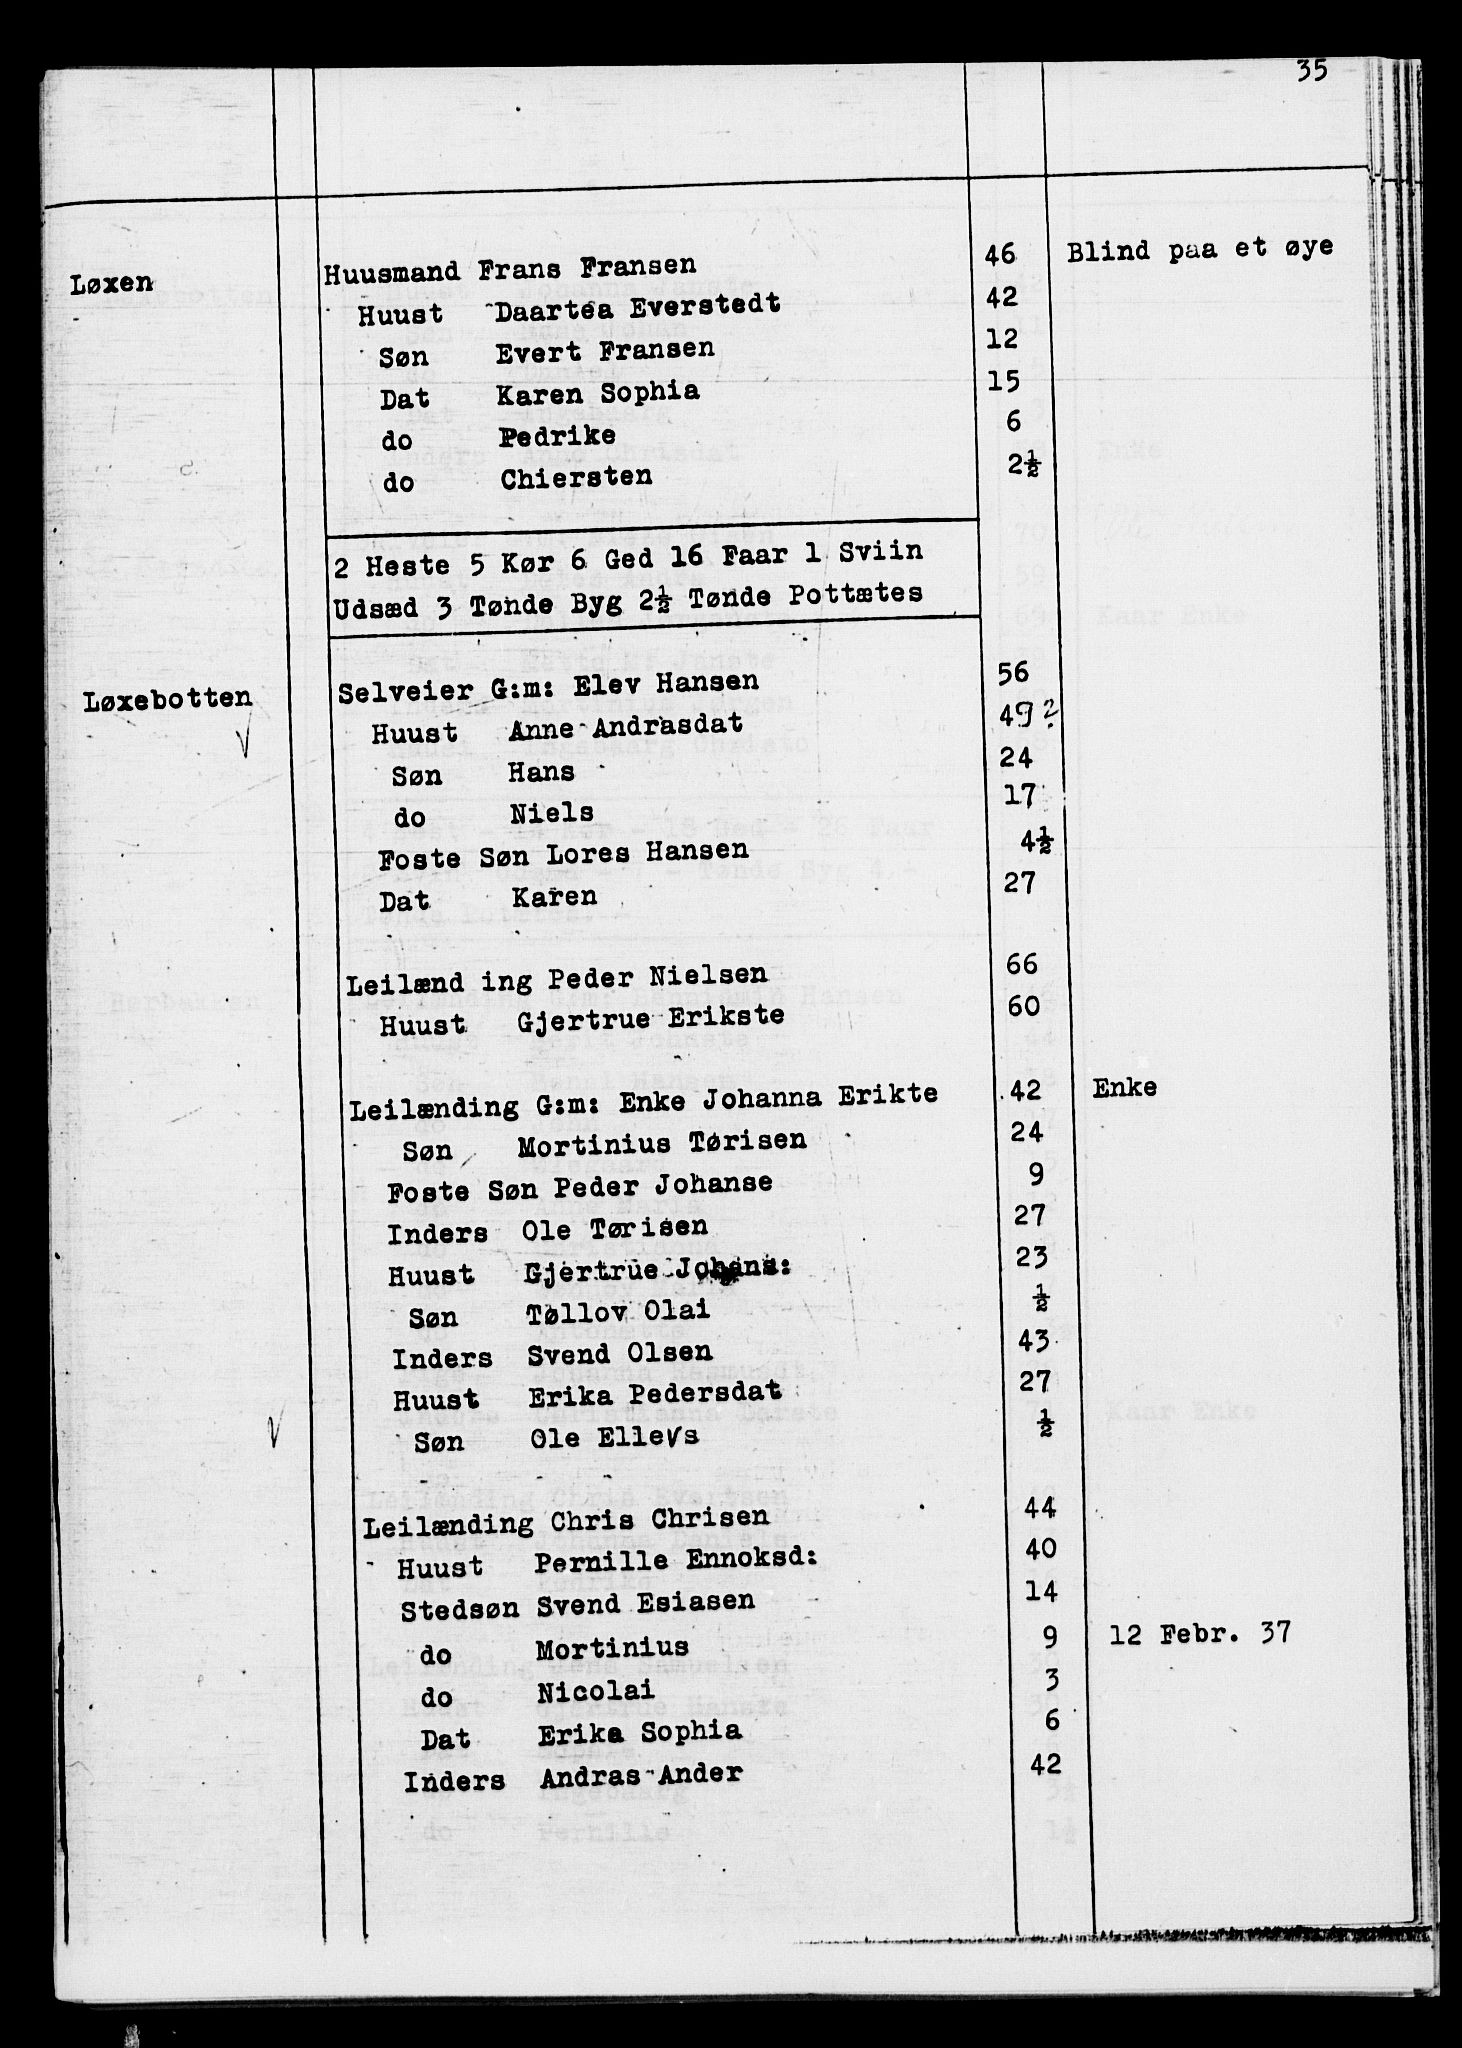 35
Løxen Huusmand Frans Fransen 46 Blind paa et øye
Huust Daartea Everstedt 42
Søn Evert Fransen 12
Dat Karen Sophia 15
do Pedrike 6
do Chiersten 2½
2 Heste 5 Kør 6 Ged 16 Faar 1 Sviin
Udsæd 3 Tønde Byg 2½ Tønde Pottætes
Løxebotten Selveier G:m: Elev Hansen 56
Huust Anne Andrasdat 49?
Søn Hans 24
do Niels 17
Foste Søn Lores Hansen 4½
Dat Karen 27
Leilænd ing Peder Nielsen 66
Huust Gjertrue Erikste 60
Leilænding G:m: Enke Johanna Erikte 42 Enke
Søn Mortinius Tørisen 24
Foste Søn Peder Johanse 9
Inders Ole Tørisen 27
Huust Gjertrue Johans: 23
Søn Tøllov Olai ½
Inders Svend Olsen 43
Huust Erika Pedersdat 27
Søn Ole Ellevs ½
Leilænding Chris Chrisen 44
Huust Pernille Ennoksd: 40
Stedsøn Svend Esiasen 14
do Mortinius 9 12 Febr. 37
do Nicolai 3
Dat Erika Sophia 6
Inders Andras Ander 42